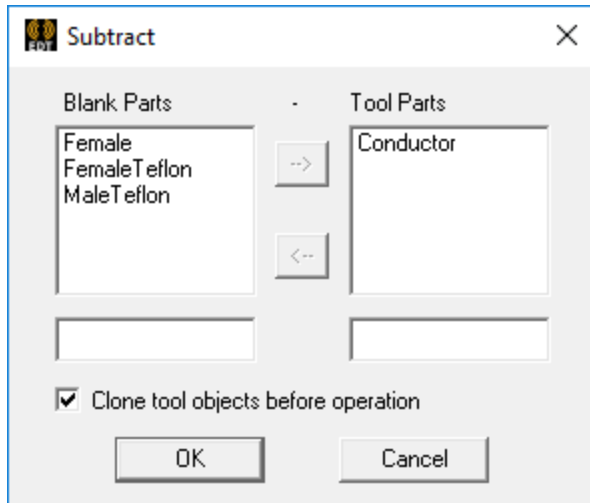 EDT Subtract
Blank Parts - Tool Parts
Female
FemaleTeflon
MaleTeflon
Conductor
-->
<--
Clone tool objects before operation
OK Cancel